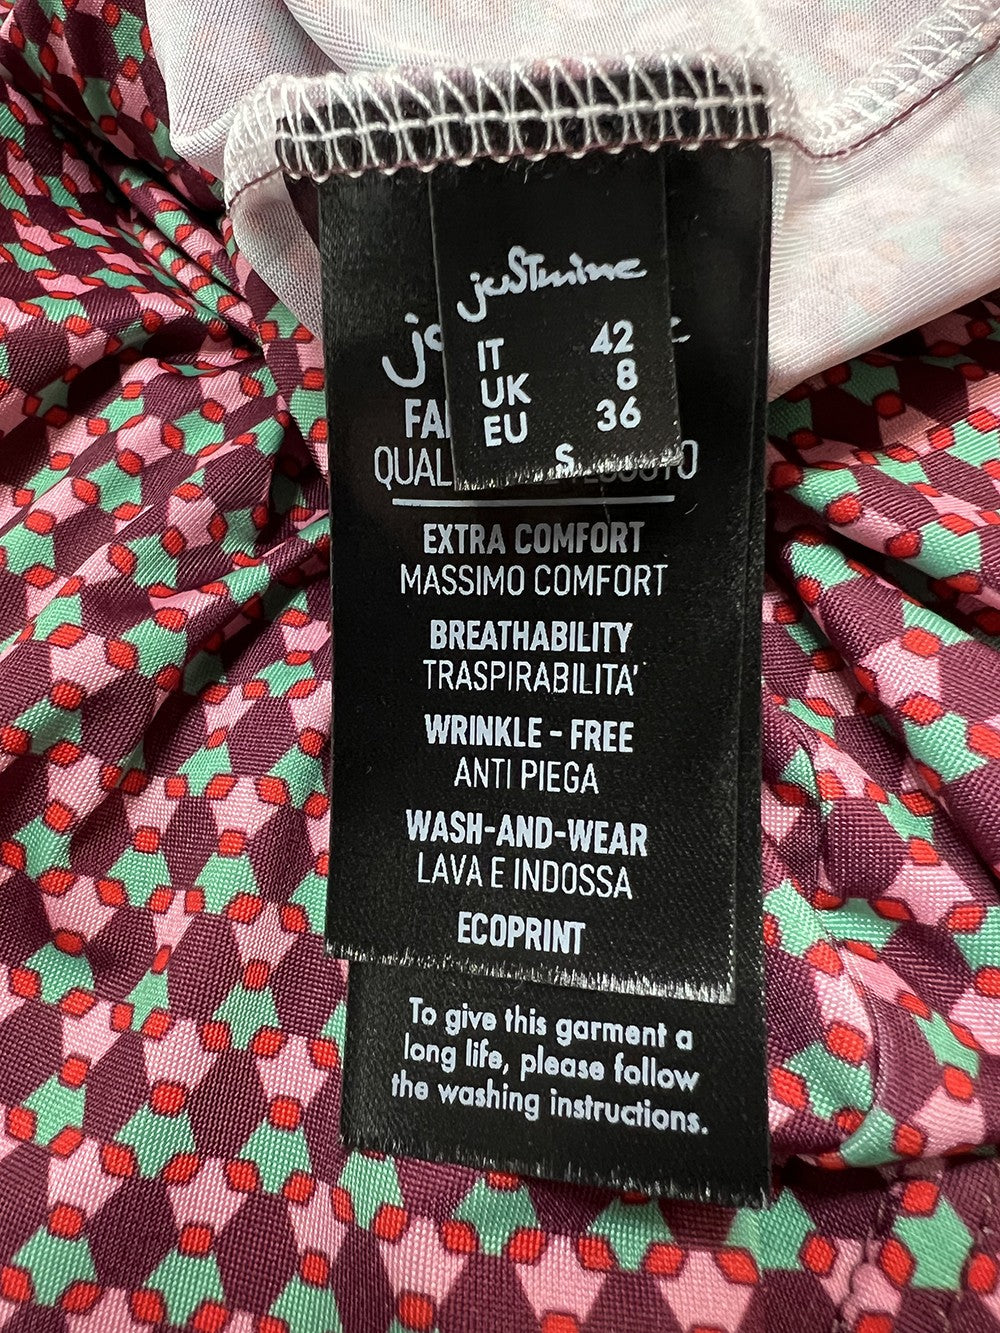 jusTmine
IT 42
UK 8
EU 36
S
EXTRA COMFORT
MASSIMO COMFORT
BREATHABILITY
TRASPIRABILITA'
WRINKLE - FREE
ANTI PIEGA
WASH-AND-WEAR
LAVA E INDOSSA
ECOPRINT
To give this garment a
long life, please follow
the washing instructions.